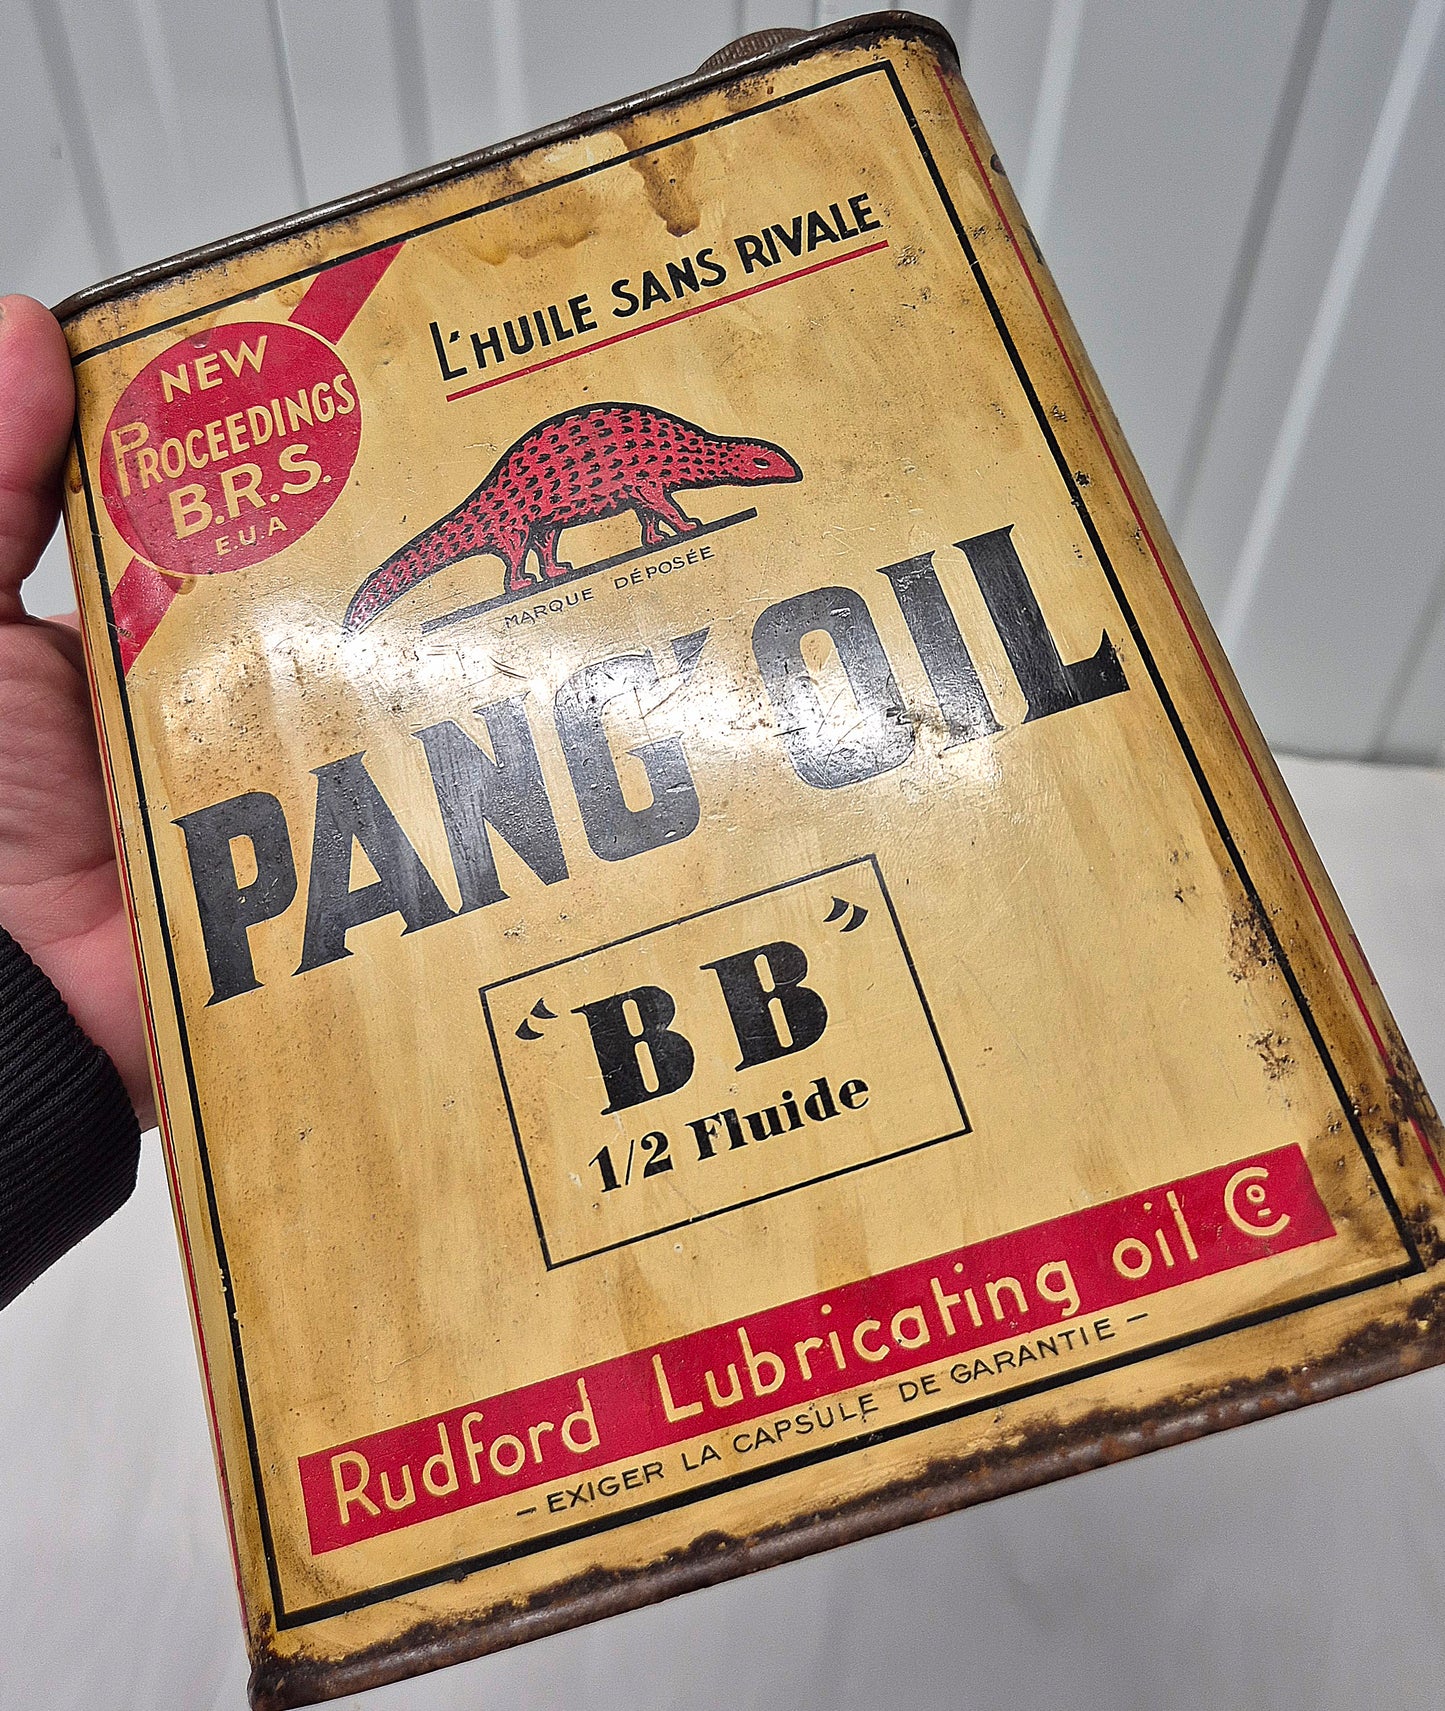 L'HUILE SANS RIVALE
NEW
PROCEEDINGS
B.R.S.
E.U.A
MARQUE DÉPOSÉE
PANG'OIL
"BB"
1/2 Fluide
Rudford Lubricating oil Co
- EXIGER LA CAPSULE DE GARANTIE -